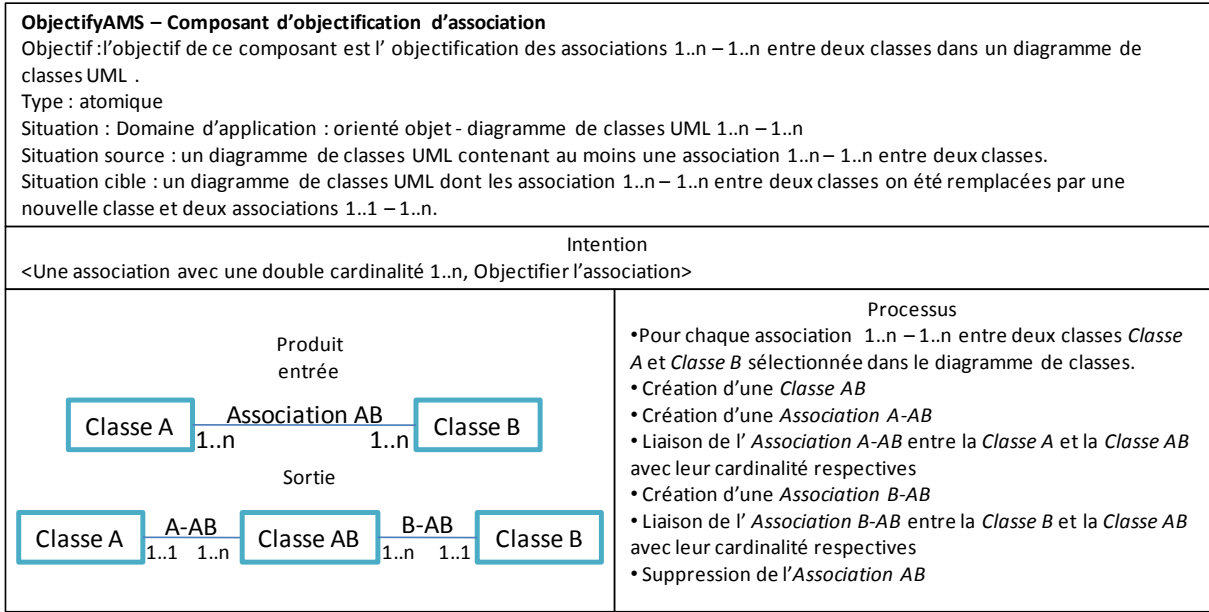 ObjectifyAMS – Composant d'objectification d'association
Objectif :l'objectif de ce composant est l' objectification des associations 1..n – 1..n entre deux classes dans un diagramme de
classes UML .
Type : atomique
Situation : Domaine d'application : orienté objet - diagramme de classes UML 1..n – 1..n
Situation source : un diagramme de classes UML contenant au moins une association 1..n – 1..n entre deux classes.
Situation cible : un diagramme de classes UML dont les association 1..n – 1..n entre deux classes on été remplacées par une
nouvelle classe et deux associations 1..1 – 1..n.
Intention
<Une association avec une double cardinalité 1..n, Objectifier l'association>
Produit
entrée
Classe A
Association AB
Classe B
1..n
1..n
Sortie
Classe A
A-AB
Classe AB
B-AB
Classe B
1..1
1..n
1..n
1..1
Processus
•Pour chaque association 1..n – 1..n entre deux classes Classe
A et Classe B sélectionnée dans le diagramme de classes.
• Création d'une Classe AB
• Création d'une Association A-AB
• Liaison de l' Association A-AB entre la Classe A et la Classe AB
avec leur cardinalité respectives
• Création d'une Association B-AB
• Liaison de l' Association B-AB entre la Classe B et la Classe AB
avec leur cardinalité respectives
• Suppression de l'Association AB